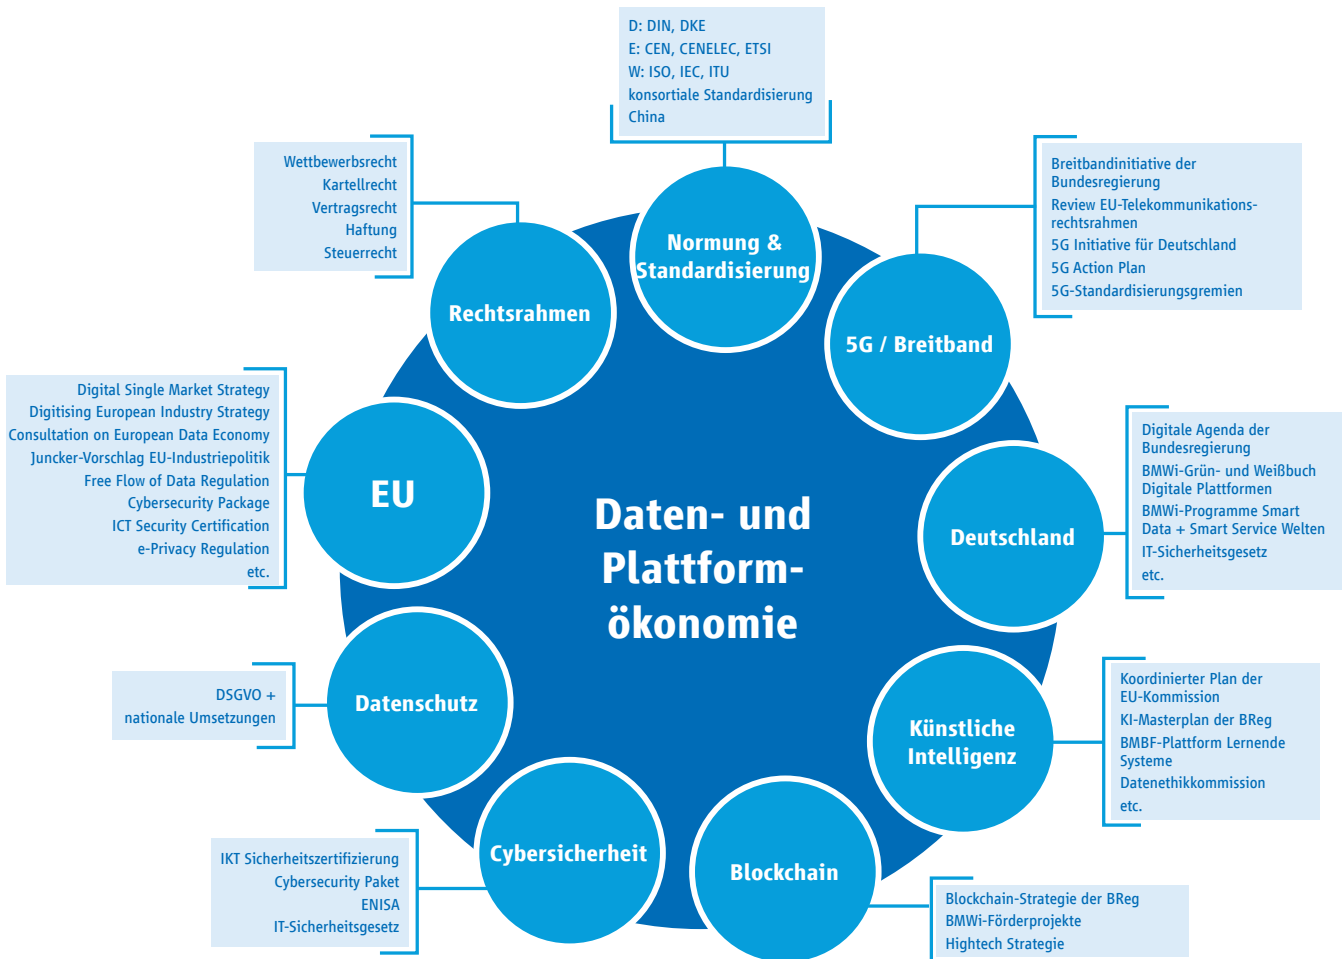 D: DIN, DKE
E: CEN, CENELEC, ETSI
W: ISO, IEC, ITU
konsortiale Standardisierung
China
Normung &
Standardisierung
Breitbandinitiative der
Bundesregierung
Review EU-Telekommunikations-
rechtsrahmen
5G Initiative für Deutschland
5G Action Plan
5G-Standardisierungsgremien
5G / Breitband
Digitale Agenda der
Bundesregierung
BMWi-Grün- und Weißbuch
Digitale Plattformen
BMWi-Programme Smart
Data + Smart Service Welten
IT-Sicherheitsgesetz
etc.
Deutschland
Koordinierter Plan der
EU-Kommission
KI-Masterplan der BReg
BMBF-Plattform Lernende
Systeme
Datenethikkommission
etc.
Künstliche
Intelligenz
Blockchain-Strategie der BReg
BMWi-Förderprojekte
Hightech Strategie
Blockchain
IKT Sicherheitszertifizierung
Cybersecurity Paket
ENISA
IT-Sicherheitsgesetz
Cybersicherheit
DSGVO +
nationale Umsetzungen
Datenschutz
Digital Single Market Strategy
Digitising European Industry Strategy
Consultation on European Data Economy
Juncker-Vorschlag EU-Industriepolitik
Free Flow of Data Regulation
Cybersecurity Package
ICT Security Certification
e-Privacy Regulation
etc.
EU
Wettbewerbsrecht
Kartellrecht
Vertragsrecht
Haftung
Steuerrecht
Rechtsrahmen
Daten- und
Plattform-
ökonomie